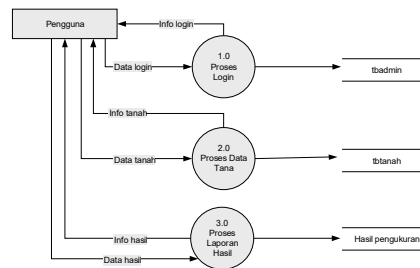 Pengguna
Info login
Data login
1.0
Proses
Login
tbadmin
Info tanah
Data tanah
2.0
Proses Data
Tana
tbtanah
3.0
Proses
Laporan
Hasil
Info hasil
Data hasil
Hasil pengukuran